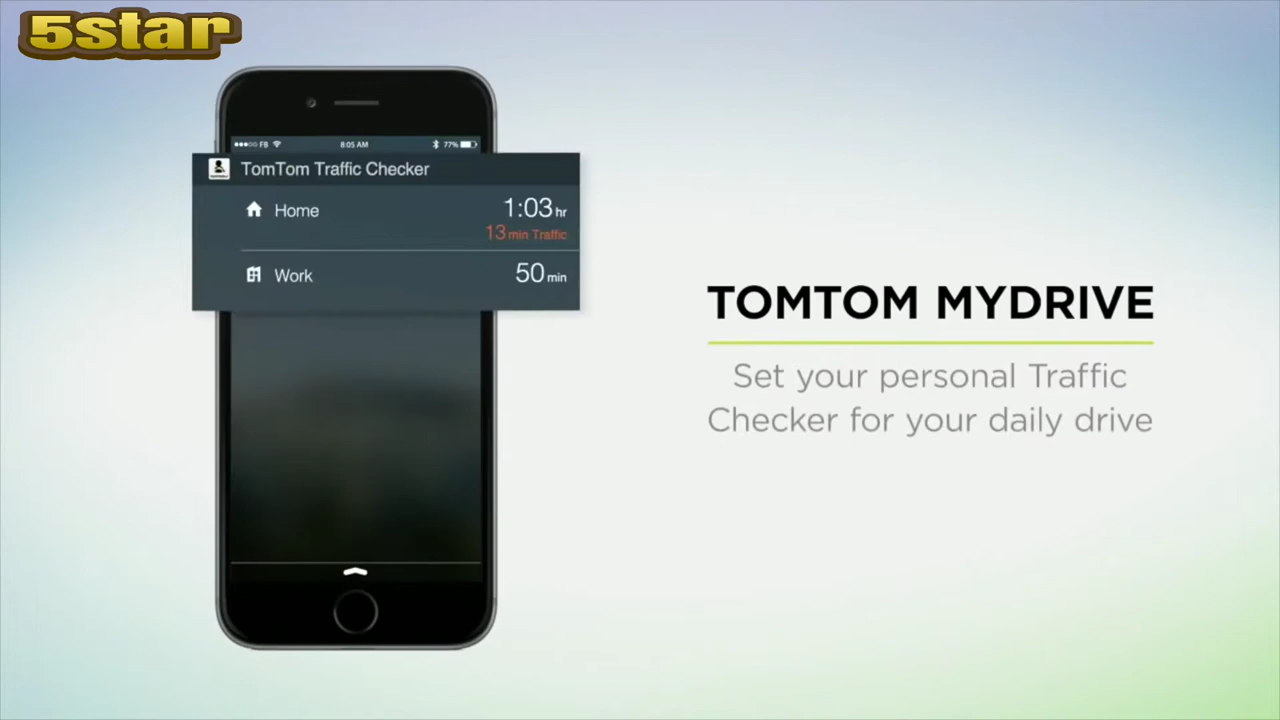 5star
FB 8:05 AM 77%
TomTom Traffic Checker
Home 1:03 hr
13 min Traffic
Work 50 min
TOMTOM MYDRIVE
Set your personal Traffic
Checker for your daily drive